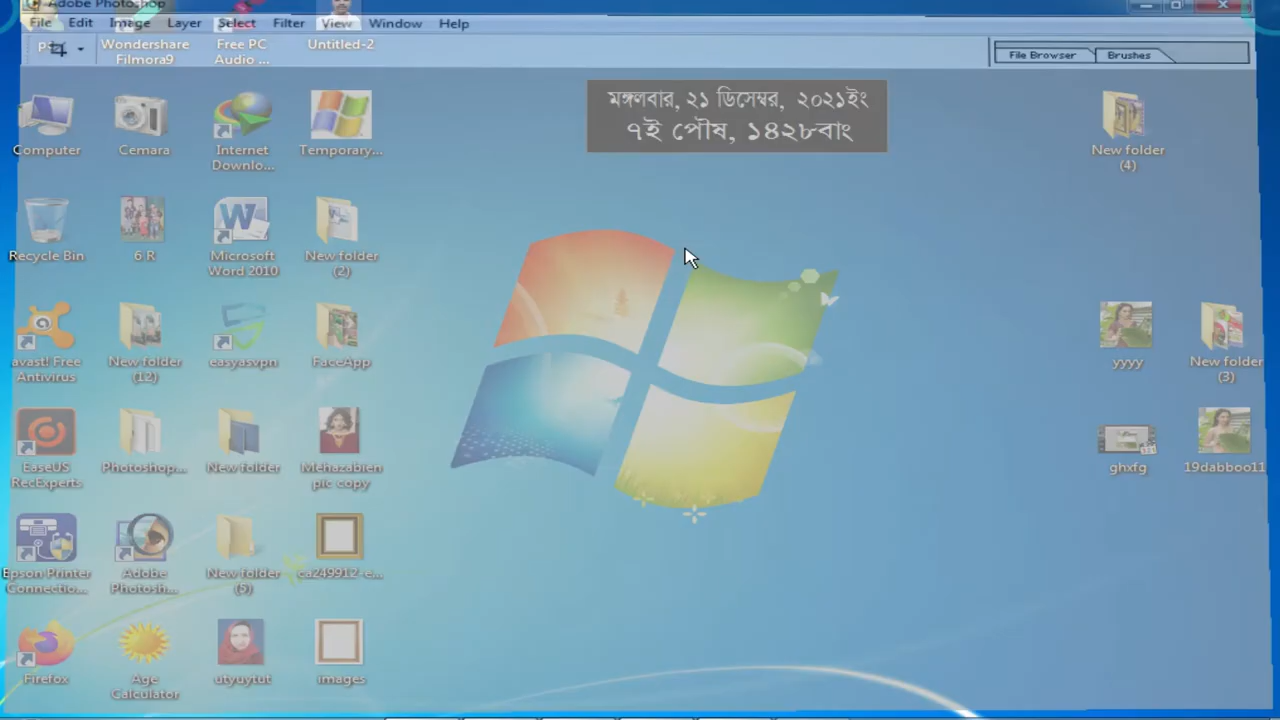 Adobe Photoshop
File Edit Image Layer Select Filter View Window Help
Wondershare Filmora9
Free PC Audio ...
Untitled-2
File Browser
Brushes
মঙ্গলবার, ২১ ডিসেম্বর, ২০২১ইং
৭ই পৌষ, ১৪২৮বাং
Computer
Cemara
Internet Downlo...
Temporary...
New folder (4)
Recycle Bin
6 R
Microsoft Word 2010
New folder (2)
avast! Free Antivirus
New folder (12)
easyasvpn
FaceApp
yyyy
New folder (3)
EaseUS RecExperts
Photoshop...
New folder
Mehazabien pic copy
ghxfg
19dabboo11
Epson Printer Connectio...
Adobe Photosh...
New folder (5)
ca249912-e...
Firefox
Age Calculator
utyuytut
images